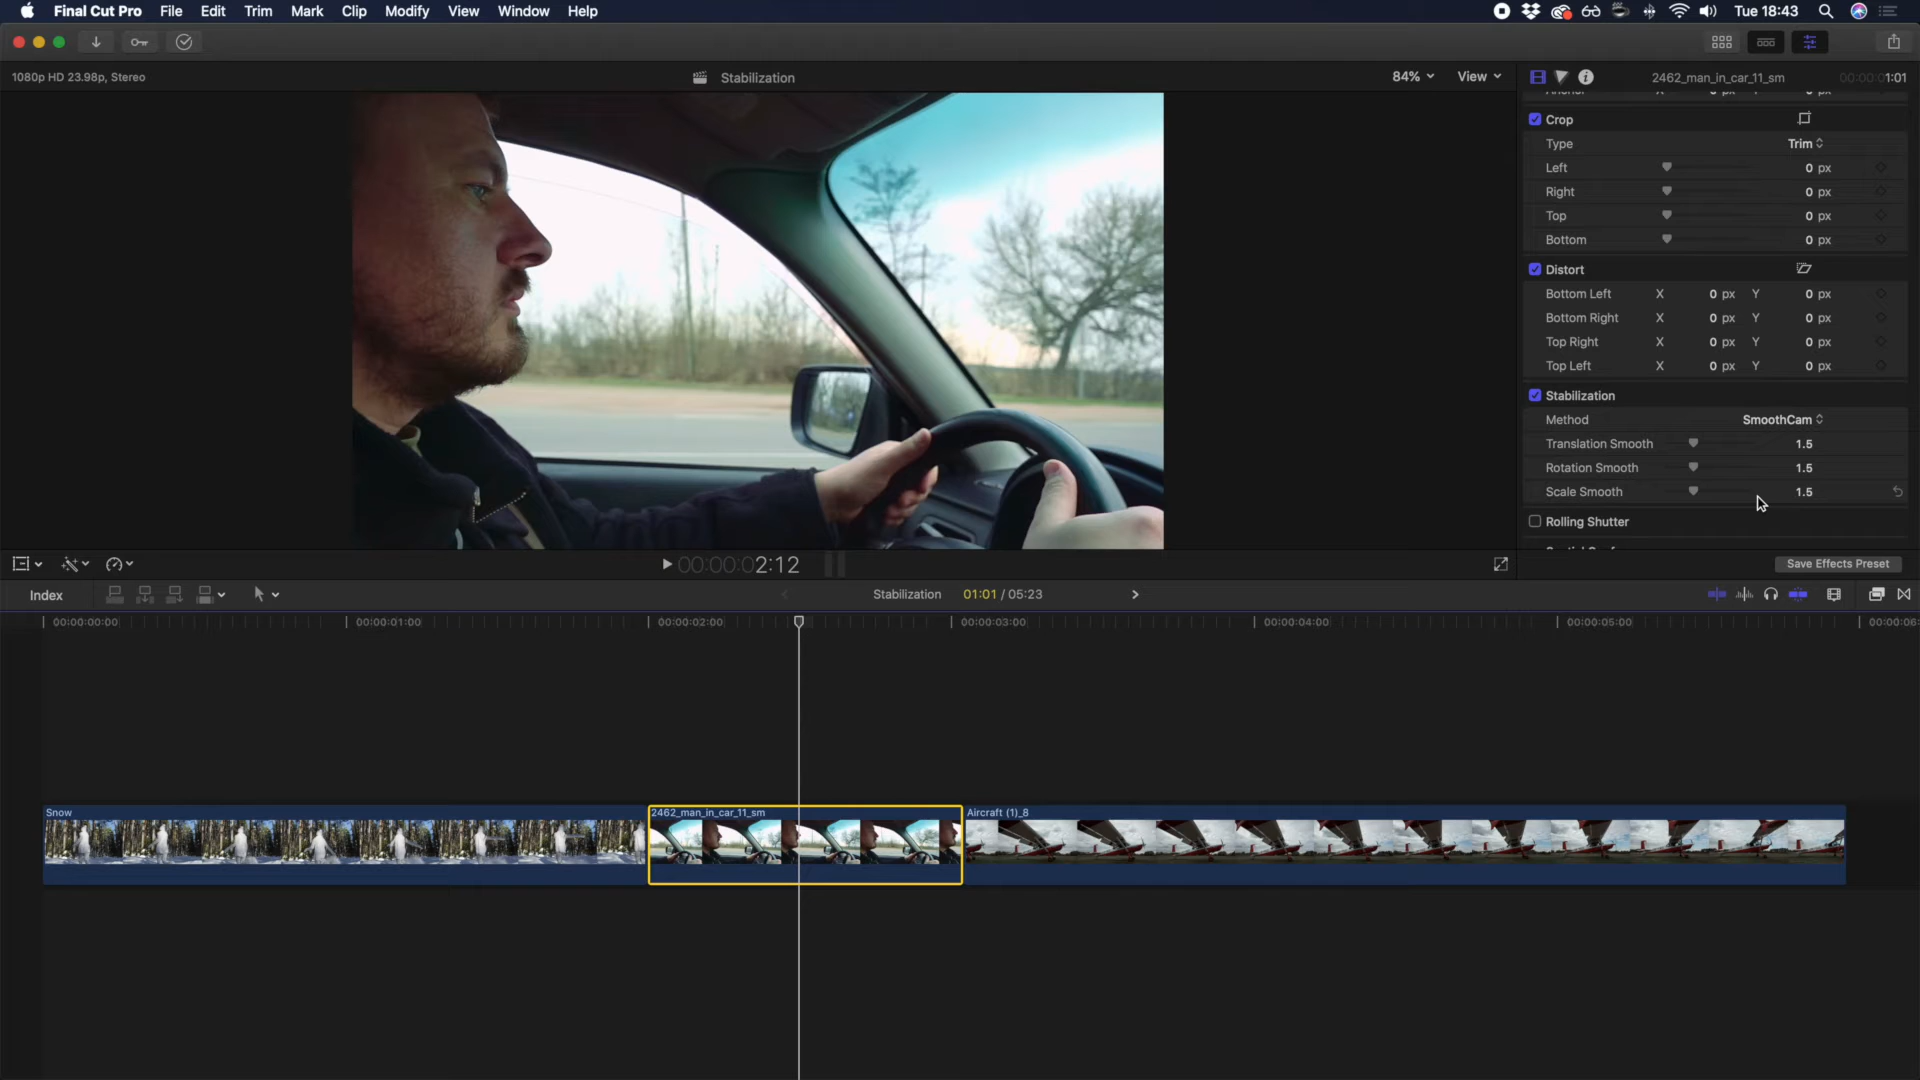 Final Cut Pro File Edit Trim Mark Clip Modify View Window Help Tue 18:43
1080p HD 23.98p, Stereo Stabilization 84% View 2462_man_in_car_11_sm 00:00:01:01
Crop
Type Trim
Left 0 px
Right 0 px
Top 0 px
Bottom 0 px
Distort
Bottom Left X 0 px Y 0 px
Bottom Right X 0 px Y 0 px
Top Right X 0 px Y 0 px
Top Left X 0 px Y 0 px
Stabilization
Method SmoothCam
Translation Smooth 1.5
Rotation Smooth 1.5
Scale Smooth 1.5
Rolling Shutter
00:00:02:12 Save Effects Preset
Index Stabilization 01:01 / 05:23
00:00:00:00 00:00:01:00 00:00:02:00 00:00:03:00 00:00:04:00 00:00:05:00 00:00:06:
Snow 2462_man_in_car_11_sm Aircraft (1)_8